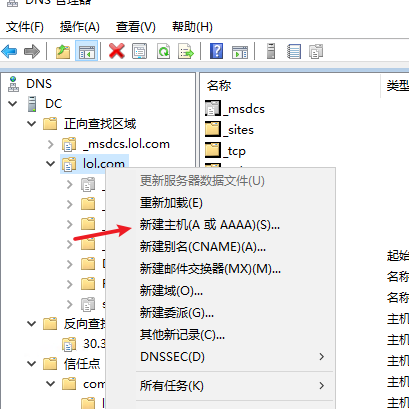 DNS 管理器
文件(F) 操作(A) 查看(V) 帮助(H)
DNS
DC
正向查找区域
_msdcs.lol.com
lol.com
反向查找
30.3
信任点
com
名称
类型
_msdcs
_sites
_tcp
更新服务器数据文件(U)
重新加载(E)
新建主机(A 或 AAAA)(S)...
新建别名(CNAME)(A)...
新建邮件交换器(MX)(M)...
新建域(O)...
新建委派(G)...
其他新记录(C)...
DNSSEC(D)
所有任务(K)
起始
名称
名称
主机
主机
主机
主机
主机